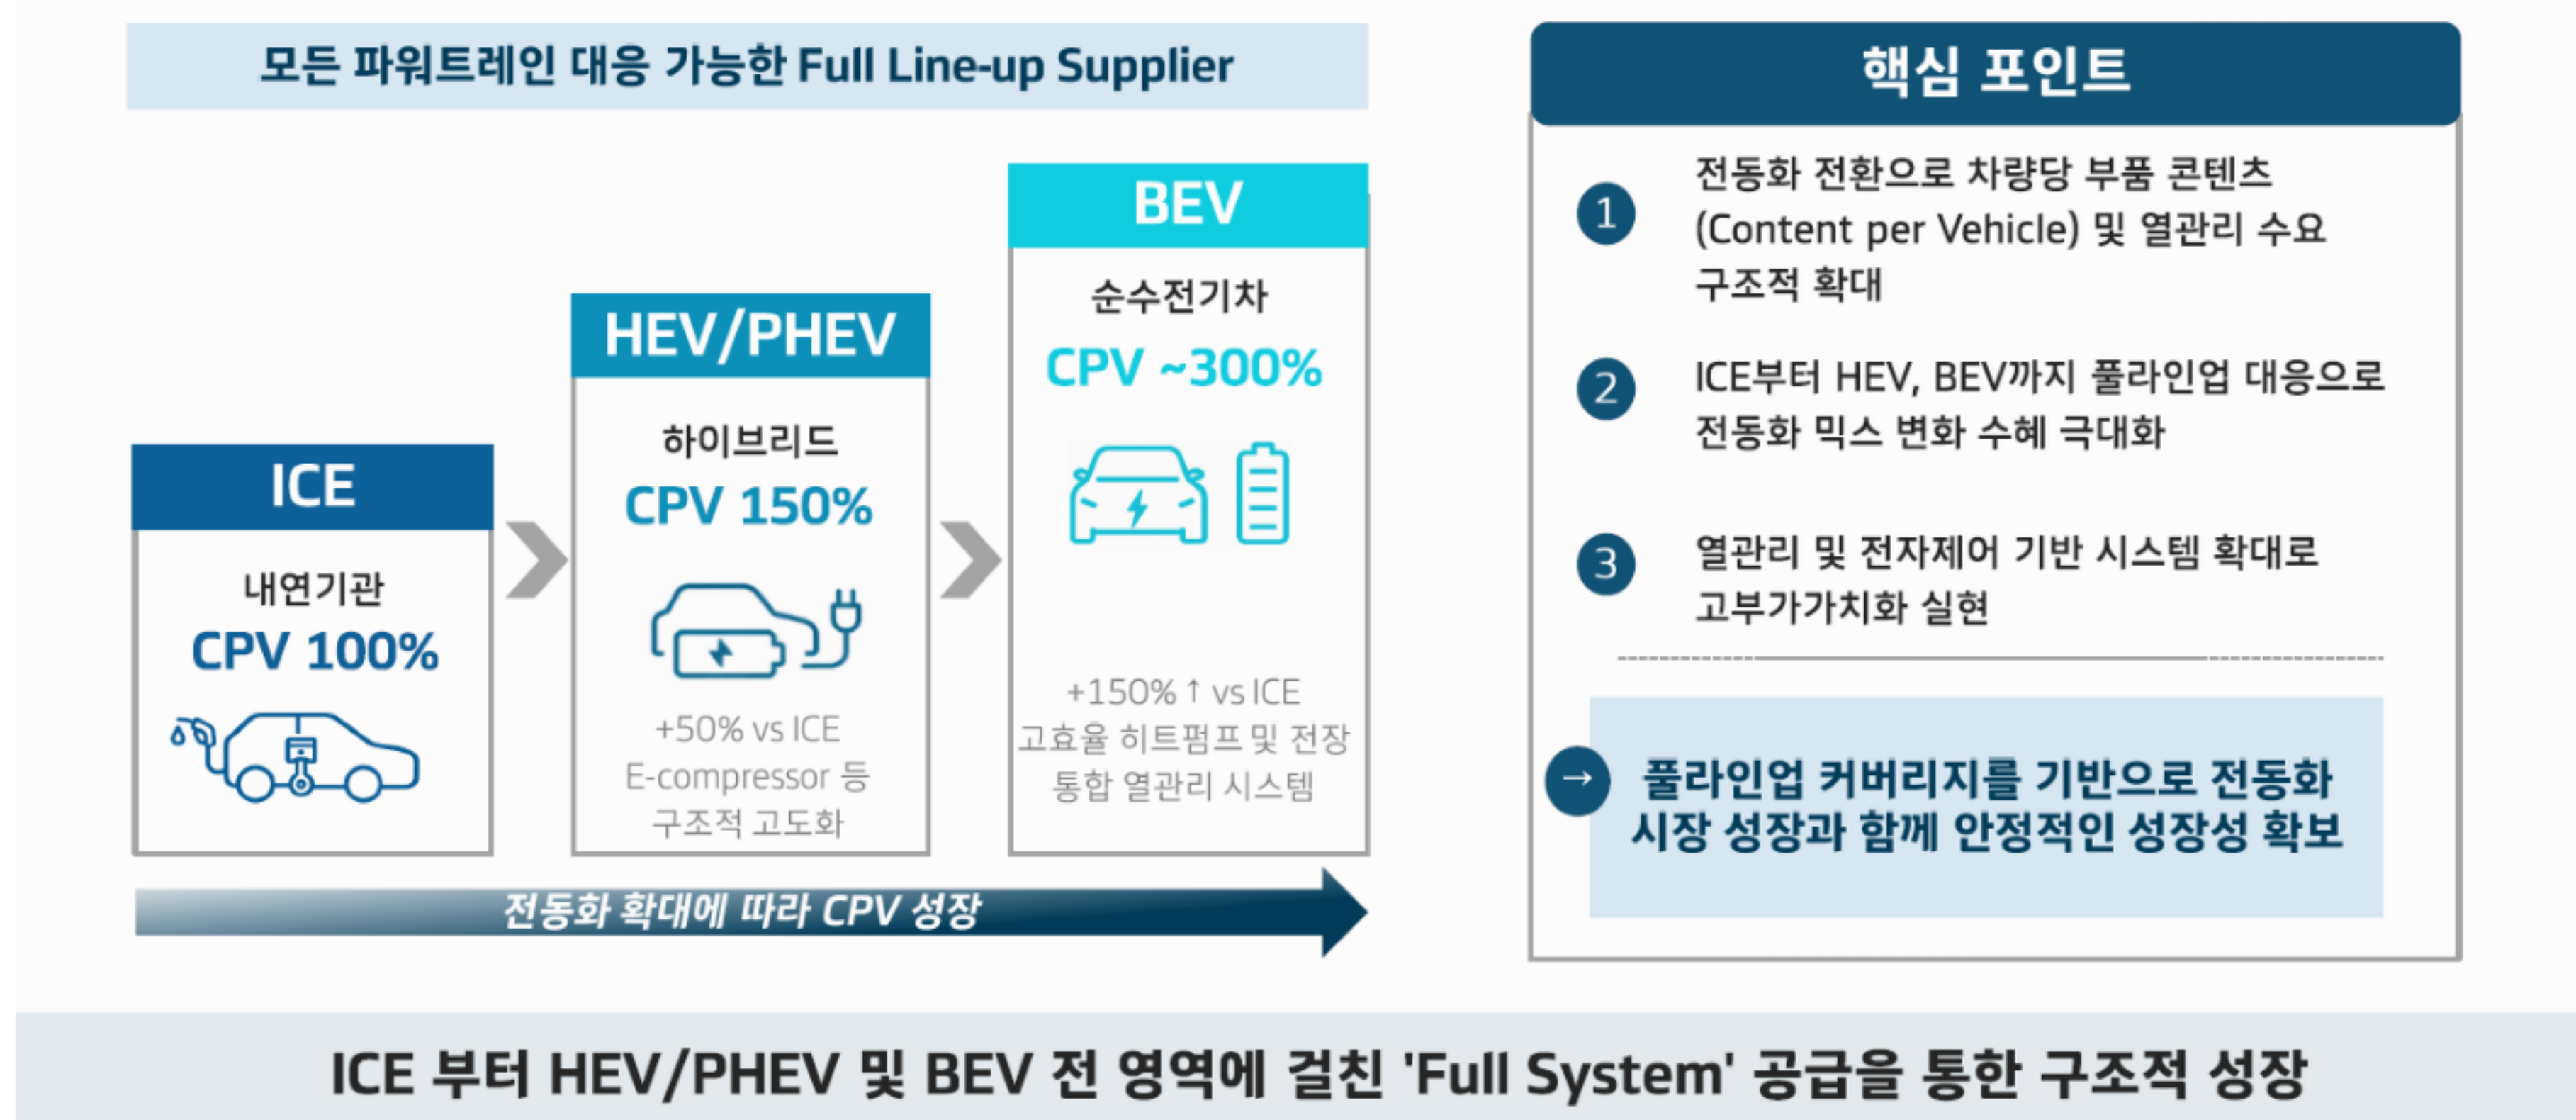 모든 파워트레인 대응 가능한 Full Line-up Supplier
ICE
내연기관
CPV 100%
HEV/PHEV
하이브리드
CPV 150%
+50% vs ICE
E-compressor 등
구조적 고도화
BEV
순수전기차
CPV ~300%
+150% ↑ vs ICE
고효율 히트펌프 및 전장
통합 열관리 시스템
전동화 확대에 따라 CPV 성장
핵심 포인트
1
전동화 전환으로 차량당 부품 콘텐츠
(Content per Vehicle) 및 열관리 수요
구조적 확대
2
ICE부터 HEV, BEV까지 풀라인업 대응으로
전동화 믹스 변화 수혜 극대화
3
열관리 및 전자제어 기반 시스템 확대로
고부가가치화 실현
→
풀라인업 커버리지를 기반으로 전동화
시장 성장과 함께 안정적인 성장성 확보
ICE 부터 HEV/PHEV 및 BEV 전 영역에 걸친 'Full System' 공급을 통한 구조적 성장